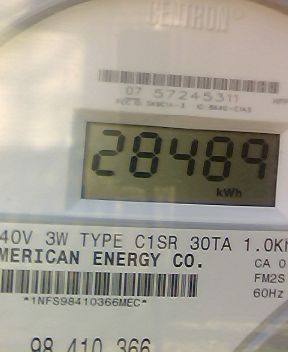 CENTRON®
07 57245311
28489
kWh
40V 3W TYPE C1SR 30TA 1.0K
MERICAN ENERGY CO.
CA 0
FM2S
60Hz
*1NFS98410366MEC*
98 410 366